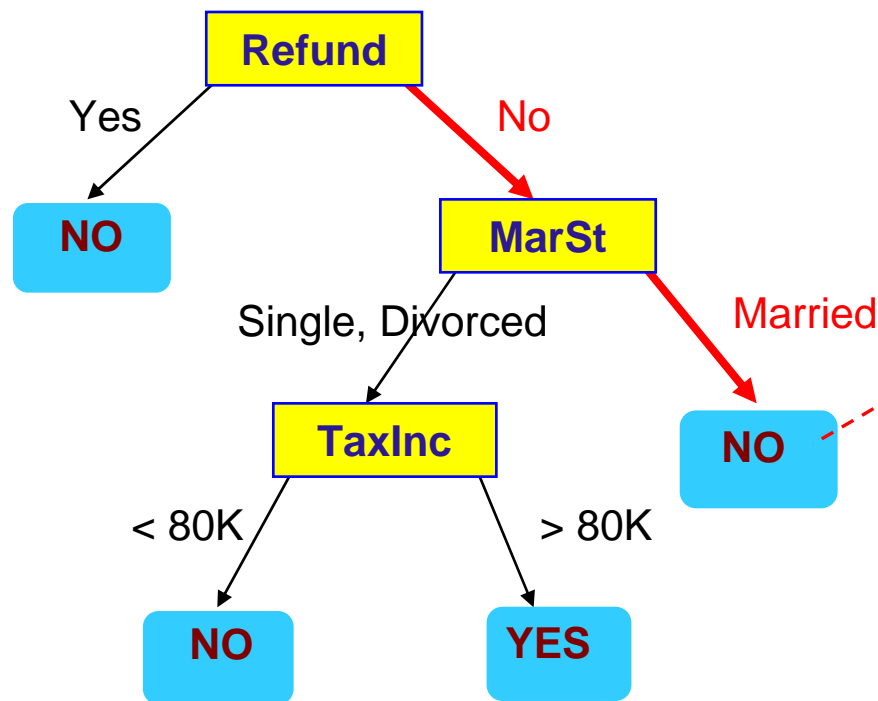 Refund
Yes
No
NO
MarSt
Single, Divorced
Married
TaxInc
NO
< 80K
> 80K
NO
YES